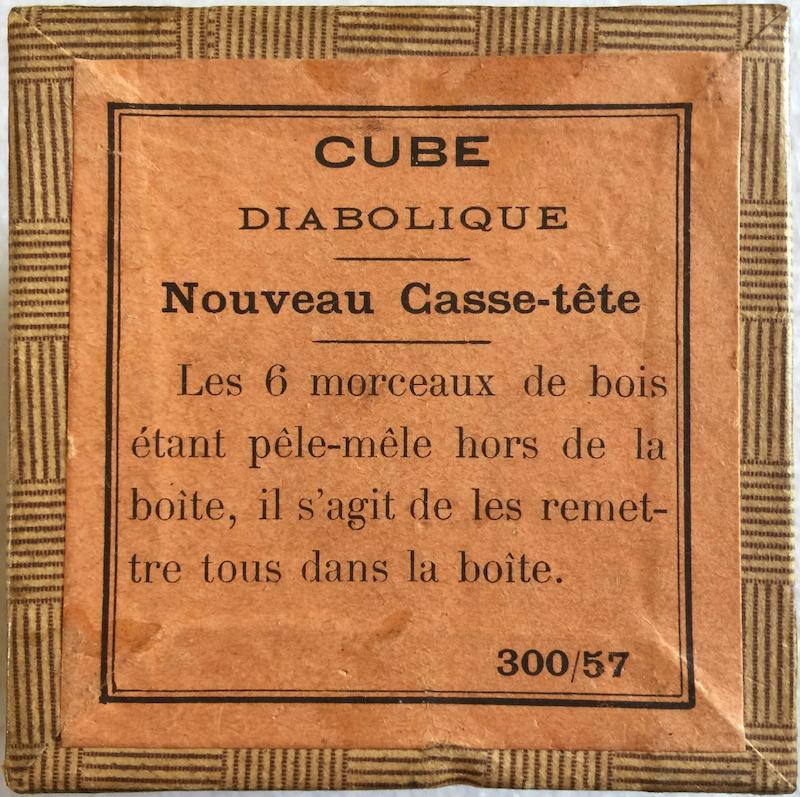 CUBE
DIABOLIQUE
Nouveau Casse-tête
Les 6 morceaux de bois
étant pêle-mêle hors de la
boîte, il s'agit de les remet-
tre tous dans la boîte.
300/57